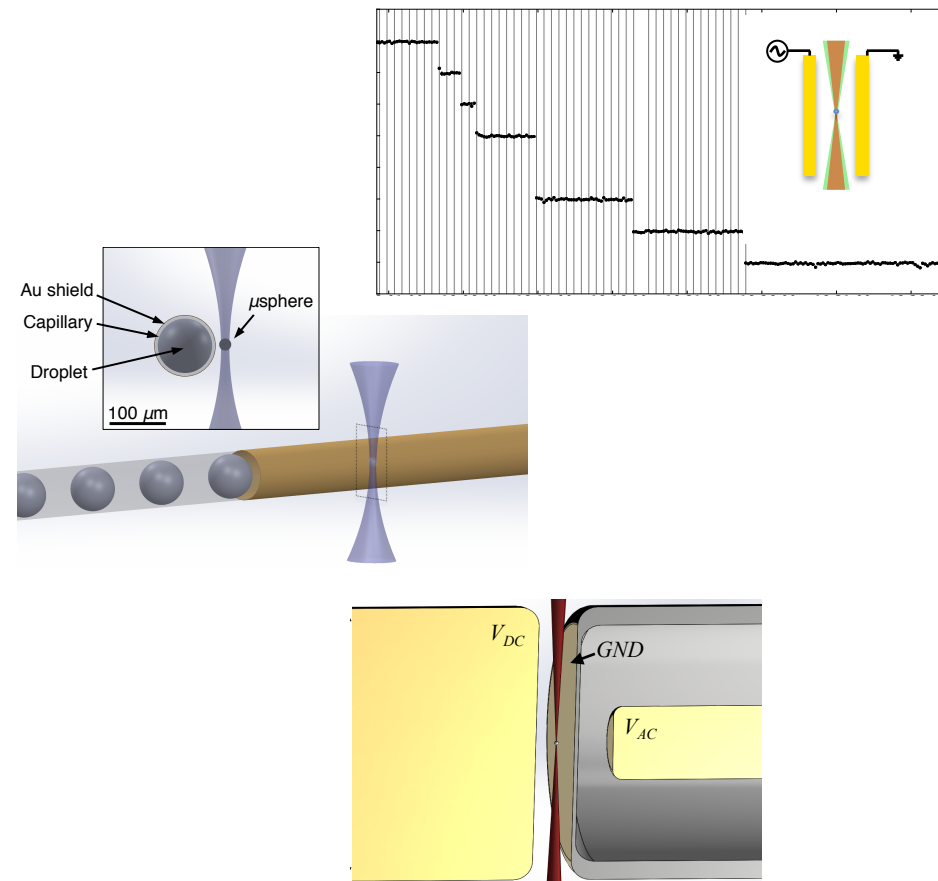 Au shield
Capillary
Droplet
μsphere
100 μm
V_DC
GND
V_AC